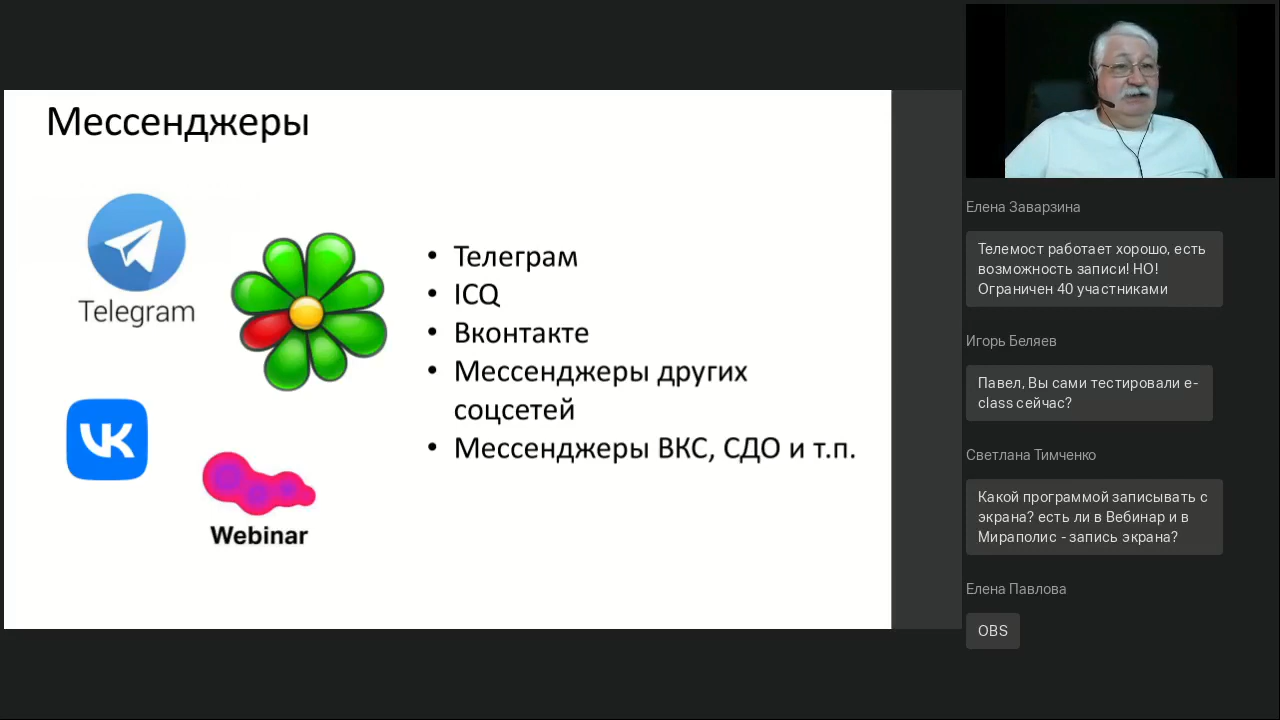 Мессенджеры
Telegram
Webinar
• Телеграм
• ICQ
• Вконтакте
• Мессенджеры других
соцсетей
• Мессенджеры ВКС, СДО и т.п.
Елена Заварзина
Телемост работает хорошо, есть
возможность записи! НО!
Ограничен 40 участниками
Игорь Беляев
Павел, Вы сами тестировали e-
class сейчас?
Светлана Тимченко
Какой программой записывать с
экрана? есть ли в Вебинар и в
Мираполис - запись экрана?
Елена Павлова
OBS